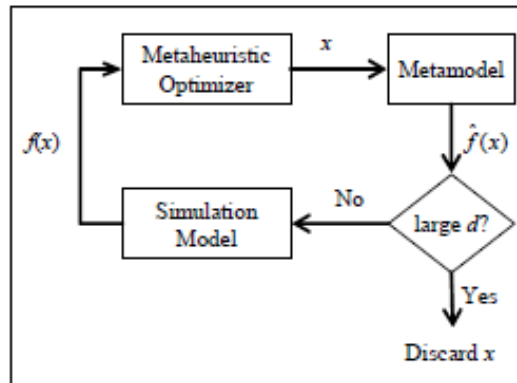 Metaheuristic
Optimizer
x
Metamodel
f(x)
f̂(x)
Simulation
Model
No
large d?
Yes
Discard x